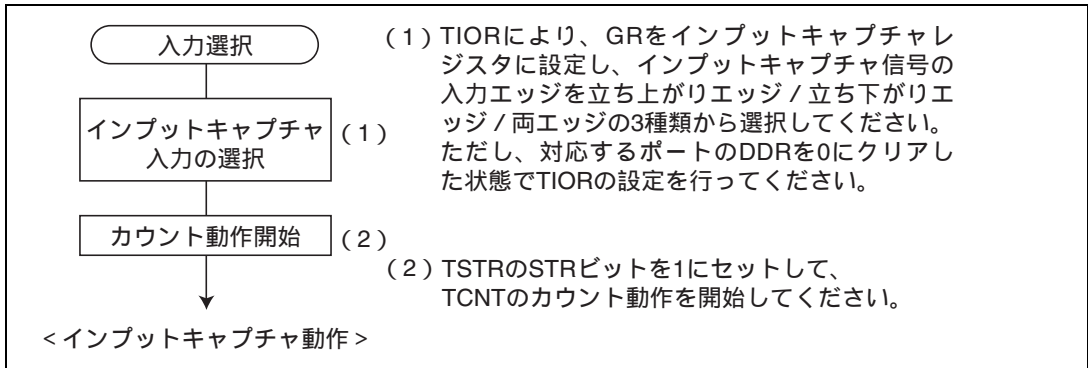 入力選択
インプットキャプチャ
入力の選択
(1)
カウント動作開始
(2)
<インプットキャプチャ動作>
(1)TIORにより、GRをインプットキャプチャレ
ジスタに設定し、インプットキャプチャ信号の
入力エッジを立ち上がりエッジ/立ち下がりエ
ッジ/両エッジの3種類から選択してください。
ただし、対応するポートのDDRを0にクリアし
た状態でTIORの設定を行ってください。
(2)TSTRのSTRビットを1にセットして、
TCNTのカウント動作を開始してください。